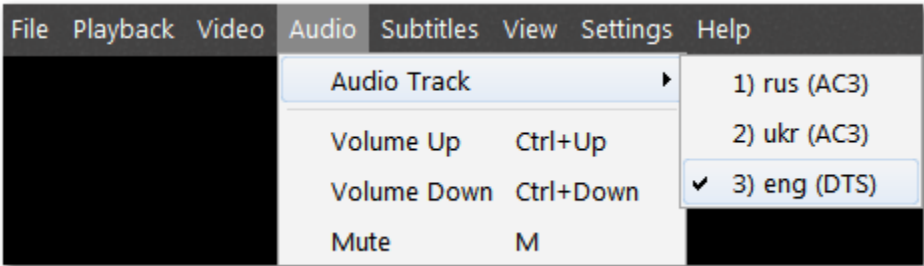 File Playback Video Audio Subtitles View Settings Help
Audio Track
1) rus (AC3)
2) ukr (AC3)
3) eng (DTS)
Volume Up Ctrl+Up
Volume Down Ctrl+Down
Mute M